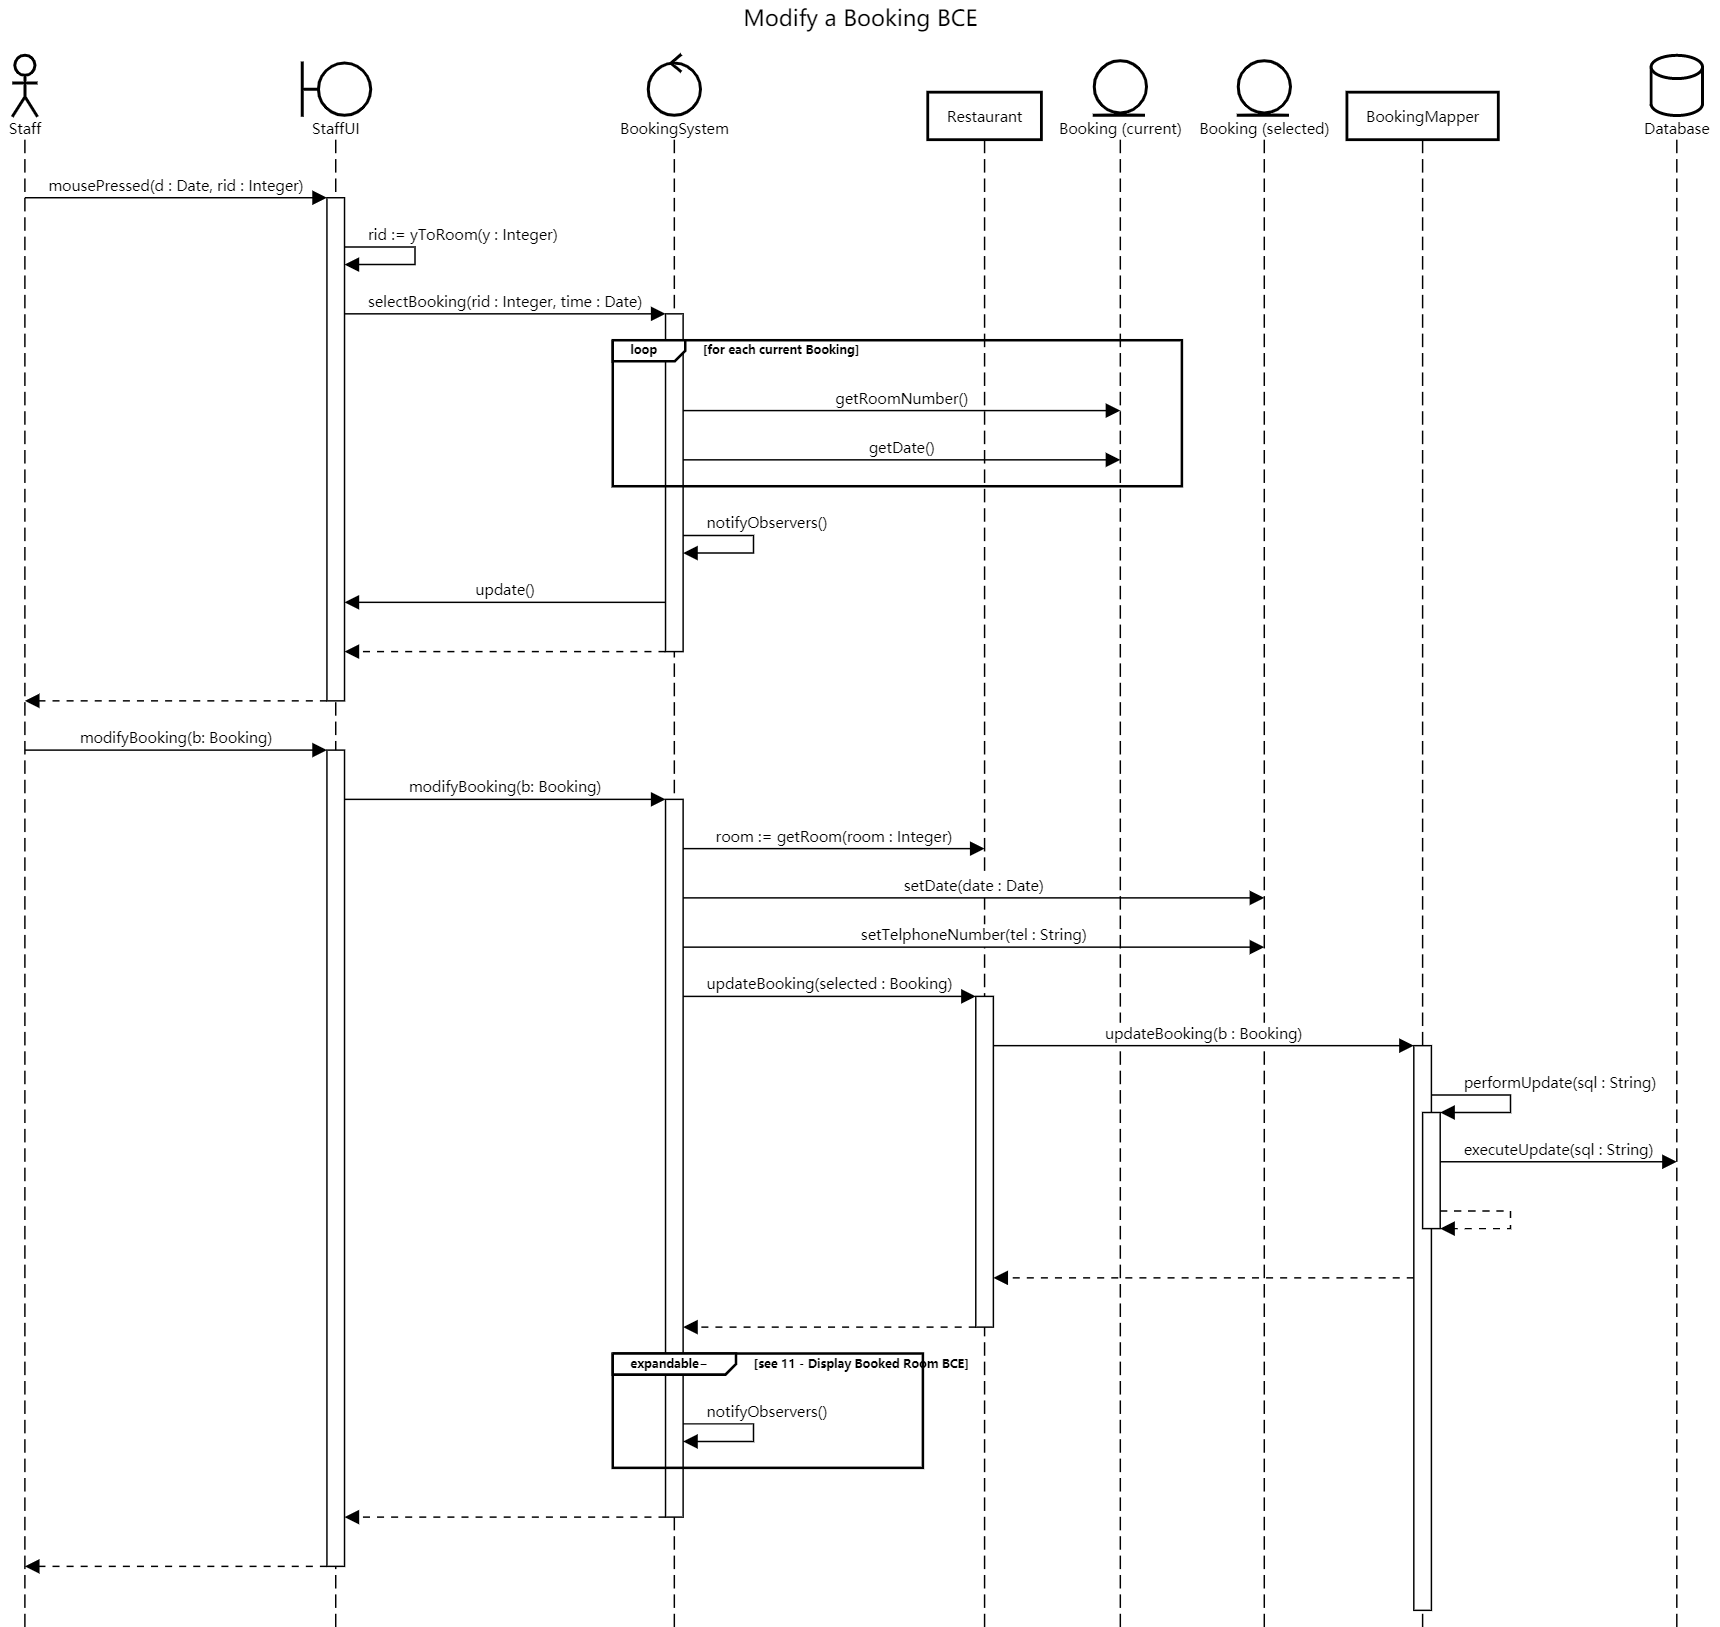 Modify a Booking BCE
Staff
StaffUI
BookingSystem
Restaurant
Booking (current)
Booking (selected)
BookingMapper
Database
mousePressed(d : Date, rid : Integer)
rid := yToRoom(y : Integer)
selectBooking(rid : Integer, time : Date)
loop
[for each current Booking]
getRoomNumber()
getDate()
notifyObservers()
update()
modifyBooking(b: Booking)
modifyBooking(b: Booking)
room := getRoom(room : Integer)
setDate(date : Date)
setTelphoneNumber(tel : String)
updateBooking(selected : Booking)
updateBooking(b : Booking)
performUpdate(sql : String)
executeUpdate(sql : String)
expandable−
[see 11 - Display Booked Room BCE]
notifyObservers()